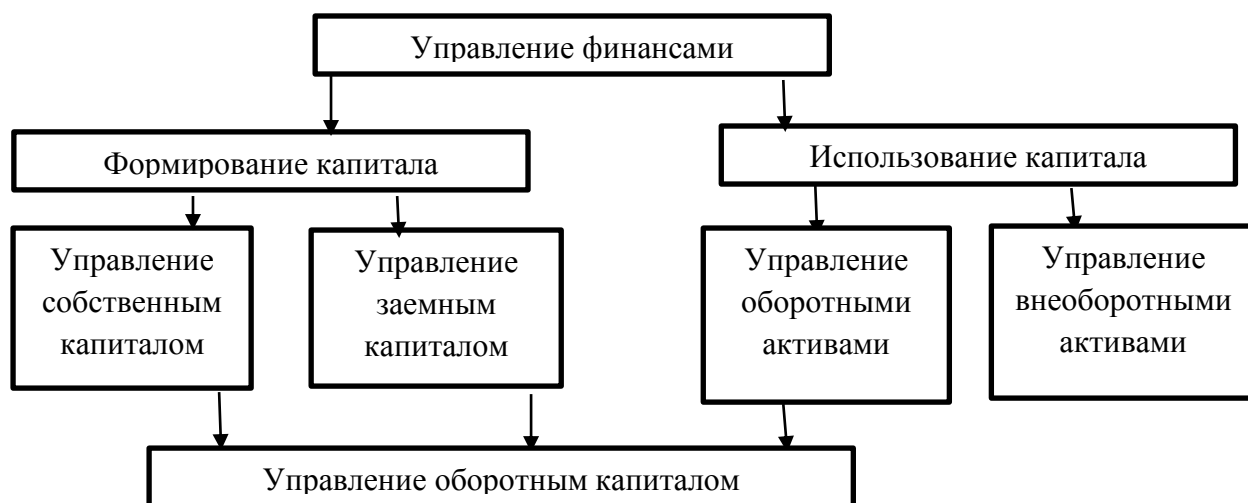 Управление финансами
Формирование капитала
Использование капитала
Управление
собственным
капиталом
Управление
заемным
капиталом
Управление
оборотными
активами
Управление
внеоборотными
активами
Управление оборотным капиталом